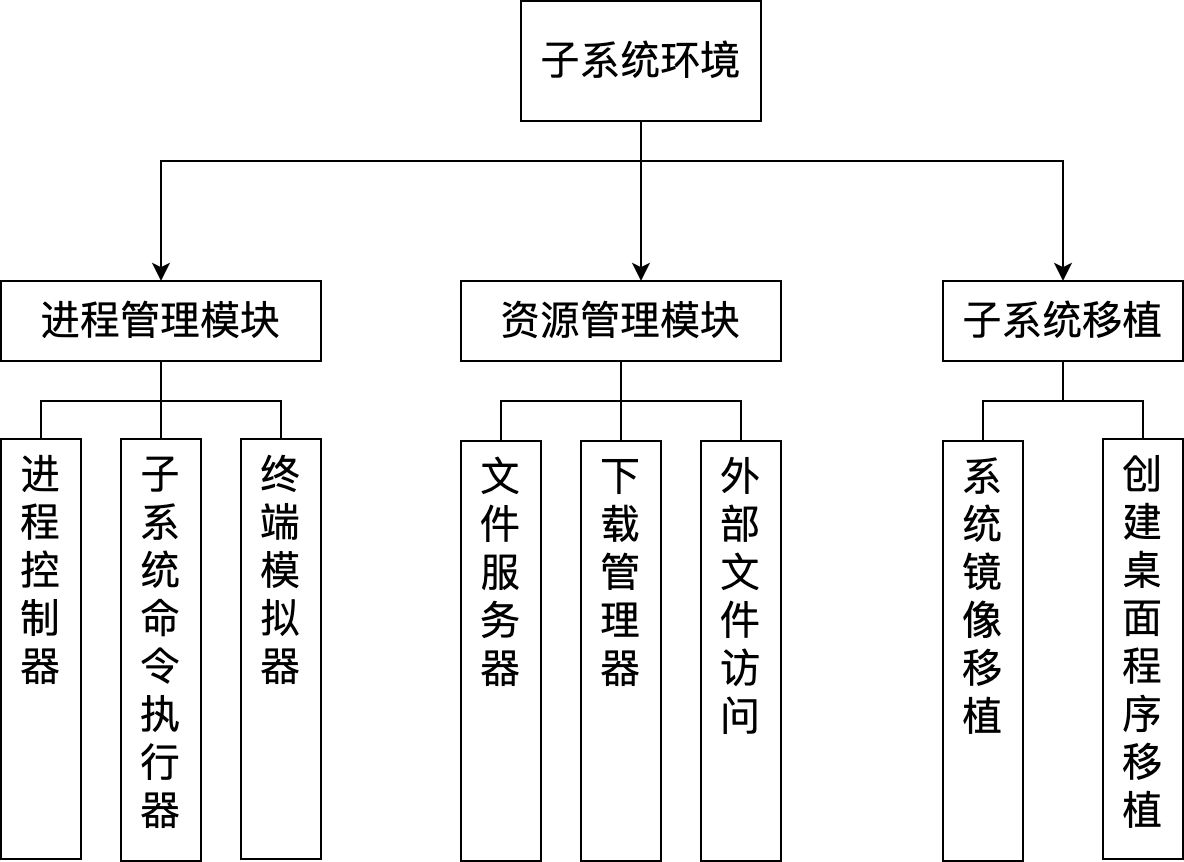 子系统环境
进程管理模块
资源管理模块
子系统移植
进程控制器
子系统命令执行器
终端模拟器
文件服务器
下载管理器
外部文件访问
系统镜像移植
创建桌面程序移植